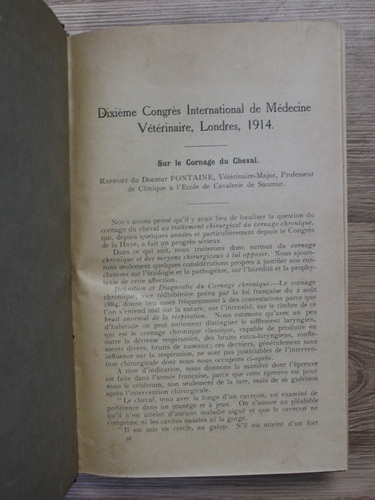 Dixième Congrès International de Médecine
Vétérinaire, Londres, 1914.
Sur le Cornage du Cheval.
RAPPORT du Docteur FONTAINE, Vétérinaire-Major, Professeur
de Clinique à l'Ecole de Cavalerie de Saumur.
NOUS avons pensé qu'il y avait lieu de localiser la question du
cornage du cheval au traitement chirurgical du cornage chronique,
qui, depuis quelques années et particulièrement depuis le Congrès
de la Haye, a fait un progrès sérieux.
Dans ce qui suit, nous traiterons donc surtout du cornage
chronique et des moyens chirurgicaux à lui opposer. Nous ajoute-
rons seulement quelques considérations propres à justifier nos con-
clusions sur l'étiologie et la pathogénie, sur l'hérédité et la prophy-
laxie de cette affection.
Définition et Diagnostic du Cornage chronique.—Le cornage
chronique, vice rédhibitoire prévu par la loi française du 2 août
1884, donne lieu assez fréquemment à des contestations parce que
l'on s'entend mal sur la nature, sur l'intensité, sur le timbre de ce
bruit anormal de la respiration. Nous estimons qu'avec un peu
d'habitude on peut nettement distinguer le sifflement laryngien,
qui est le cornage chronique classique, capable de produire en
outre la détresse respiratoire, des bruits extra-laryngiens, ronfle-
ments divers, bruits de naseaux; ces derniers, généralement sans
influence sur la respiration, ne sont pas justiciables de l'interven-
tion chirurgicale dont nous nous occupons ci-après.
A titre d'indication, nous donnons la manière dont l'épreuve
est faite dans l'armée française, parce que cette épreuve est pour
nous le critérium, non seulement de la tare, mais de sa guérison
après l'intervention chirurgicale.
"Le cheval, tenu avec la longe d'un caveçon, est examiné de
préférence dans un manège et à jeun. On s'assure au préalable
qu'il n'est atteint d'aucune maladie aiguë et que le caveçon ne
comprime ni les cavités nasales ni la gorge.
"Il est mis en cercle, au galop. S'il est atteint d'un fort